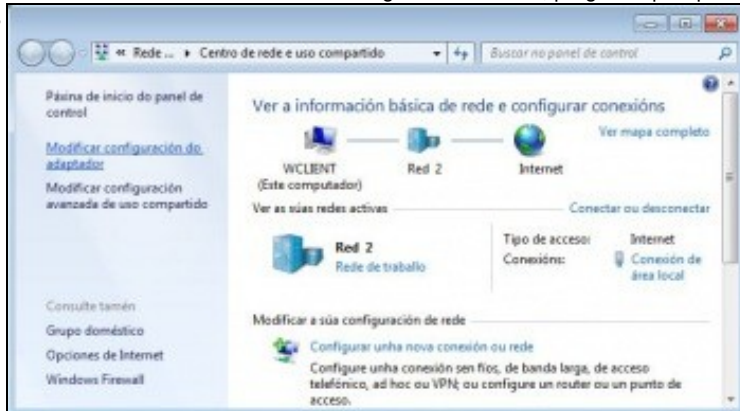 « Rede ... ▸ Centro de rede e uso compartido
Buscar no panel de control
Páxina de inicio do panel de
control
Modificar configuración do
adaptador
Modificar configuración
avanzada de uso compartido
Consulte tamén
Grupo doméstico
Opciones de Internet
Windows Firewall
Ver a información básica de rede e configurar conexións
Ver mapa completo
WCLIENT
(Este computador)
Red 2
Internet
Ver as súas redes activas
Conectar ou desconectar
Red 2
Rede de traballo
Tipo de acceso: Internet
Conexións: Conexión de
área local
Modificar a súa configuración de rede
Configurar unha nova conexión ou rede
Configure unha conexión sen fíos, de banda larga, de acceso
telefónico, ad hoc ou VPN; ou configure un router ou un punto de
acceso.